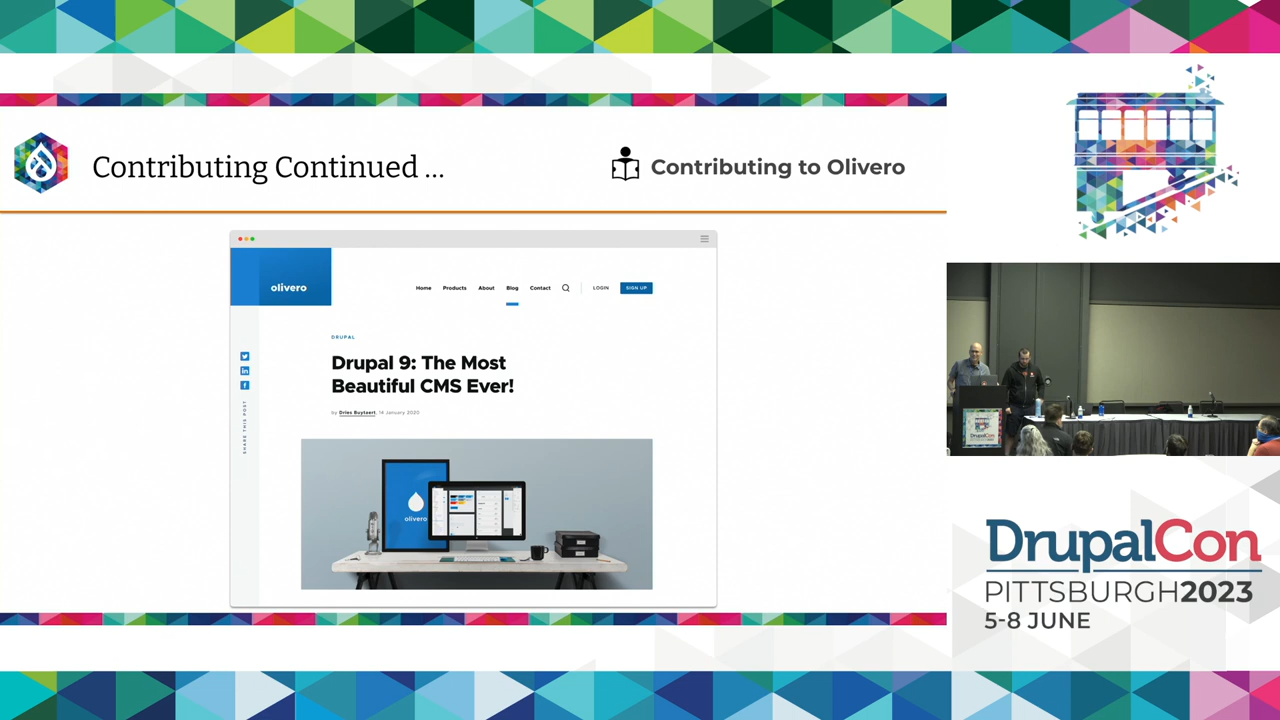 Contributing Continued ...
Contributing to Olivero
olivero
Home Products About Blog Contact LOGIN SIGN UP
DRUPAL
Drupal 9: The Most
Beautiful CMS Ever!
by Dries Buytaert, 14 January 2020
SHARE THIS POST
olivero
DrupalCon
DrupalCon
PITTSBURGH2023
5-8 JUNE